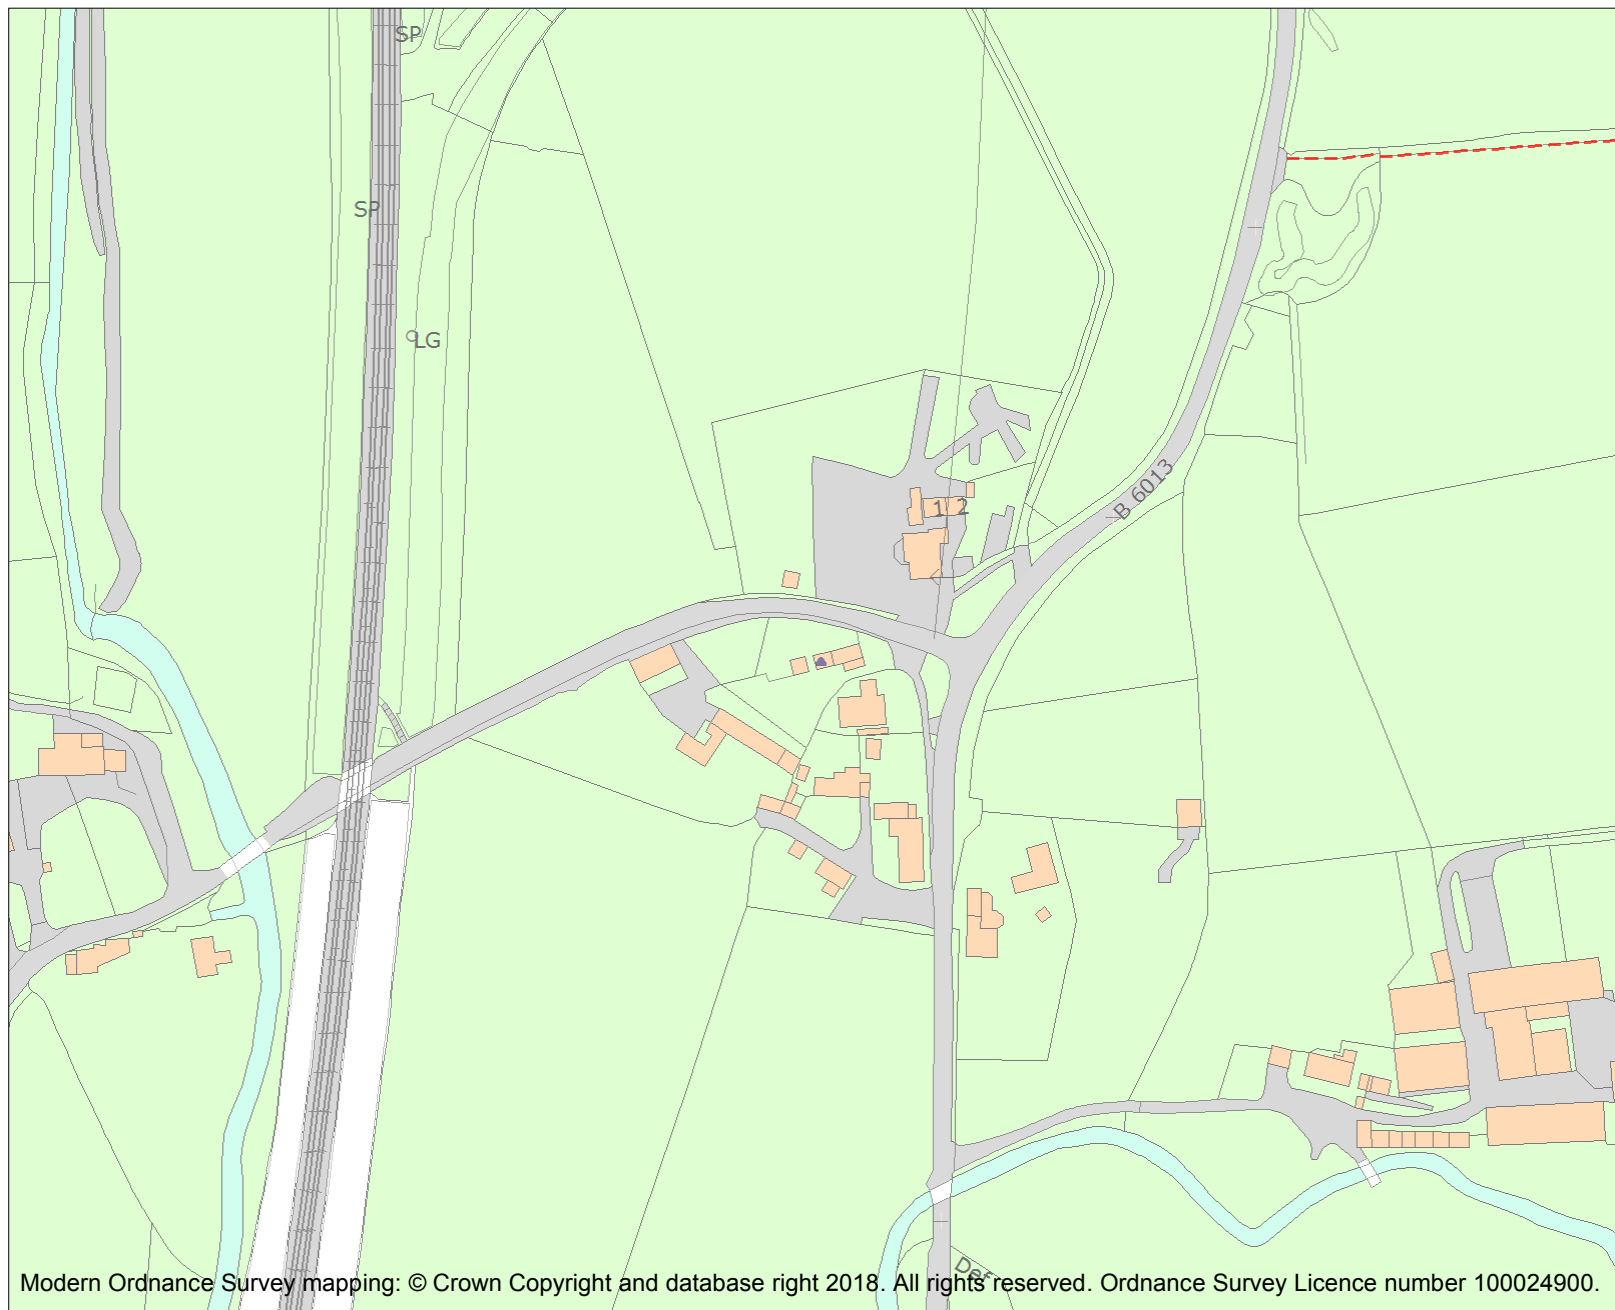 SP
SP
LG
B 6013
1 2
Def
Modern Ordnance Survey mapping: © Crown Copyright and database right 2018. All rights reserved. Ordnance Survey Licence number 100024900.